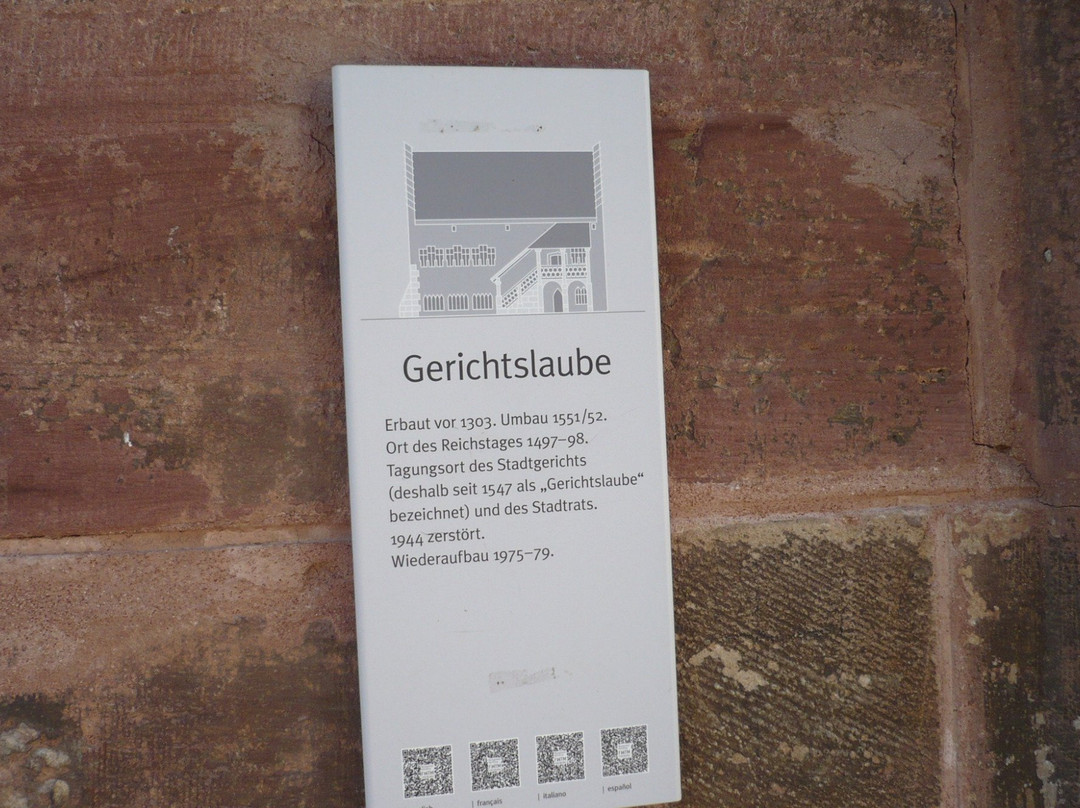 Gerichtslaube
Erbaut vor 1303. Umbau 1551/52.
Ort des Reichstages 1497–98.
Tagungsort des Stadtgerichts
(deshalb seit 1547 als „Gerichtslaube“
bezeichnet) und des Stadtrats.
1944 zerstört.
Wiederaufbau 1975–79.
| français | italiano | español